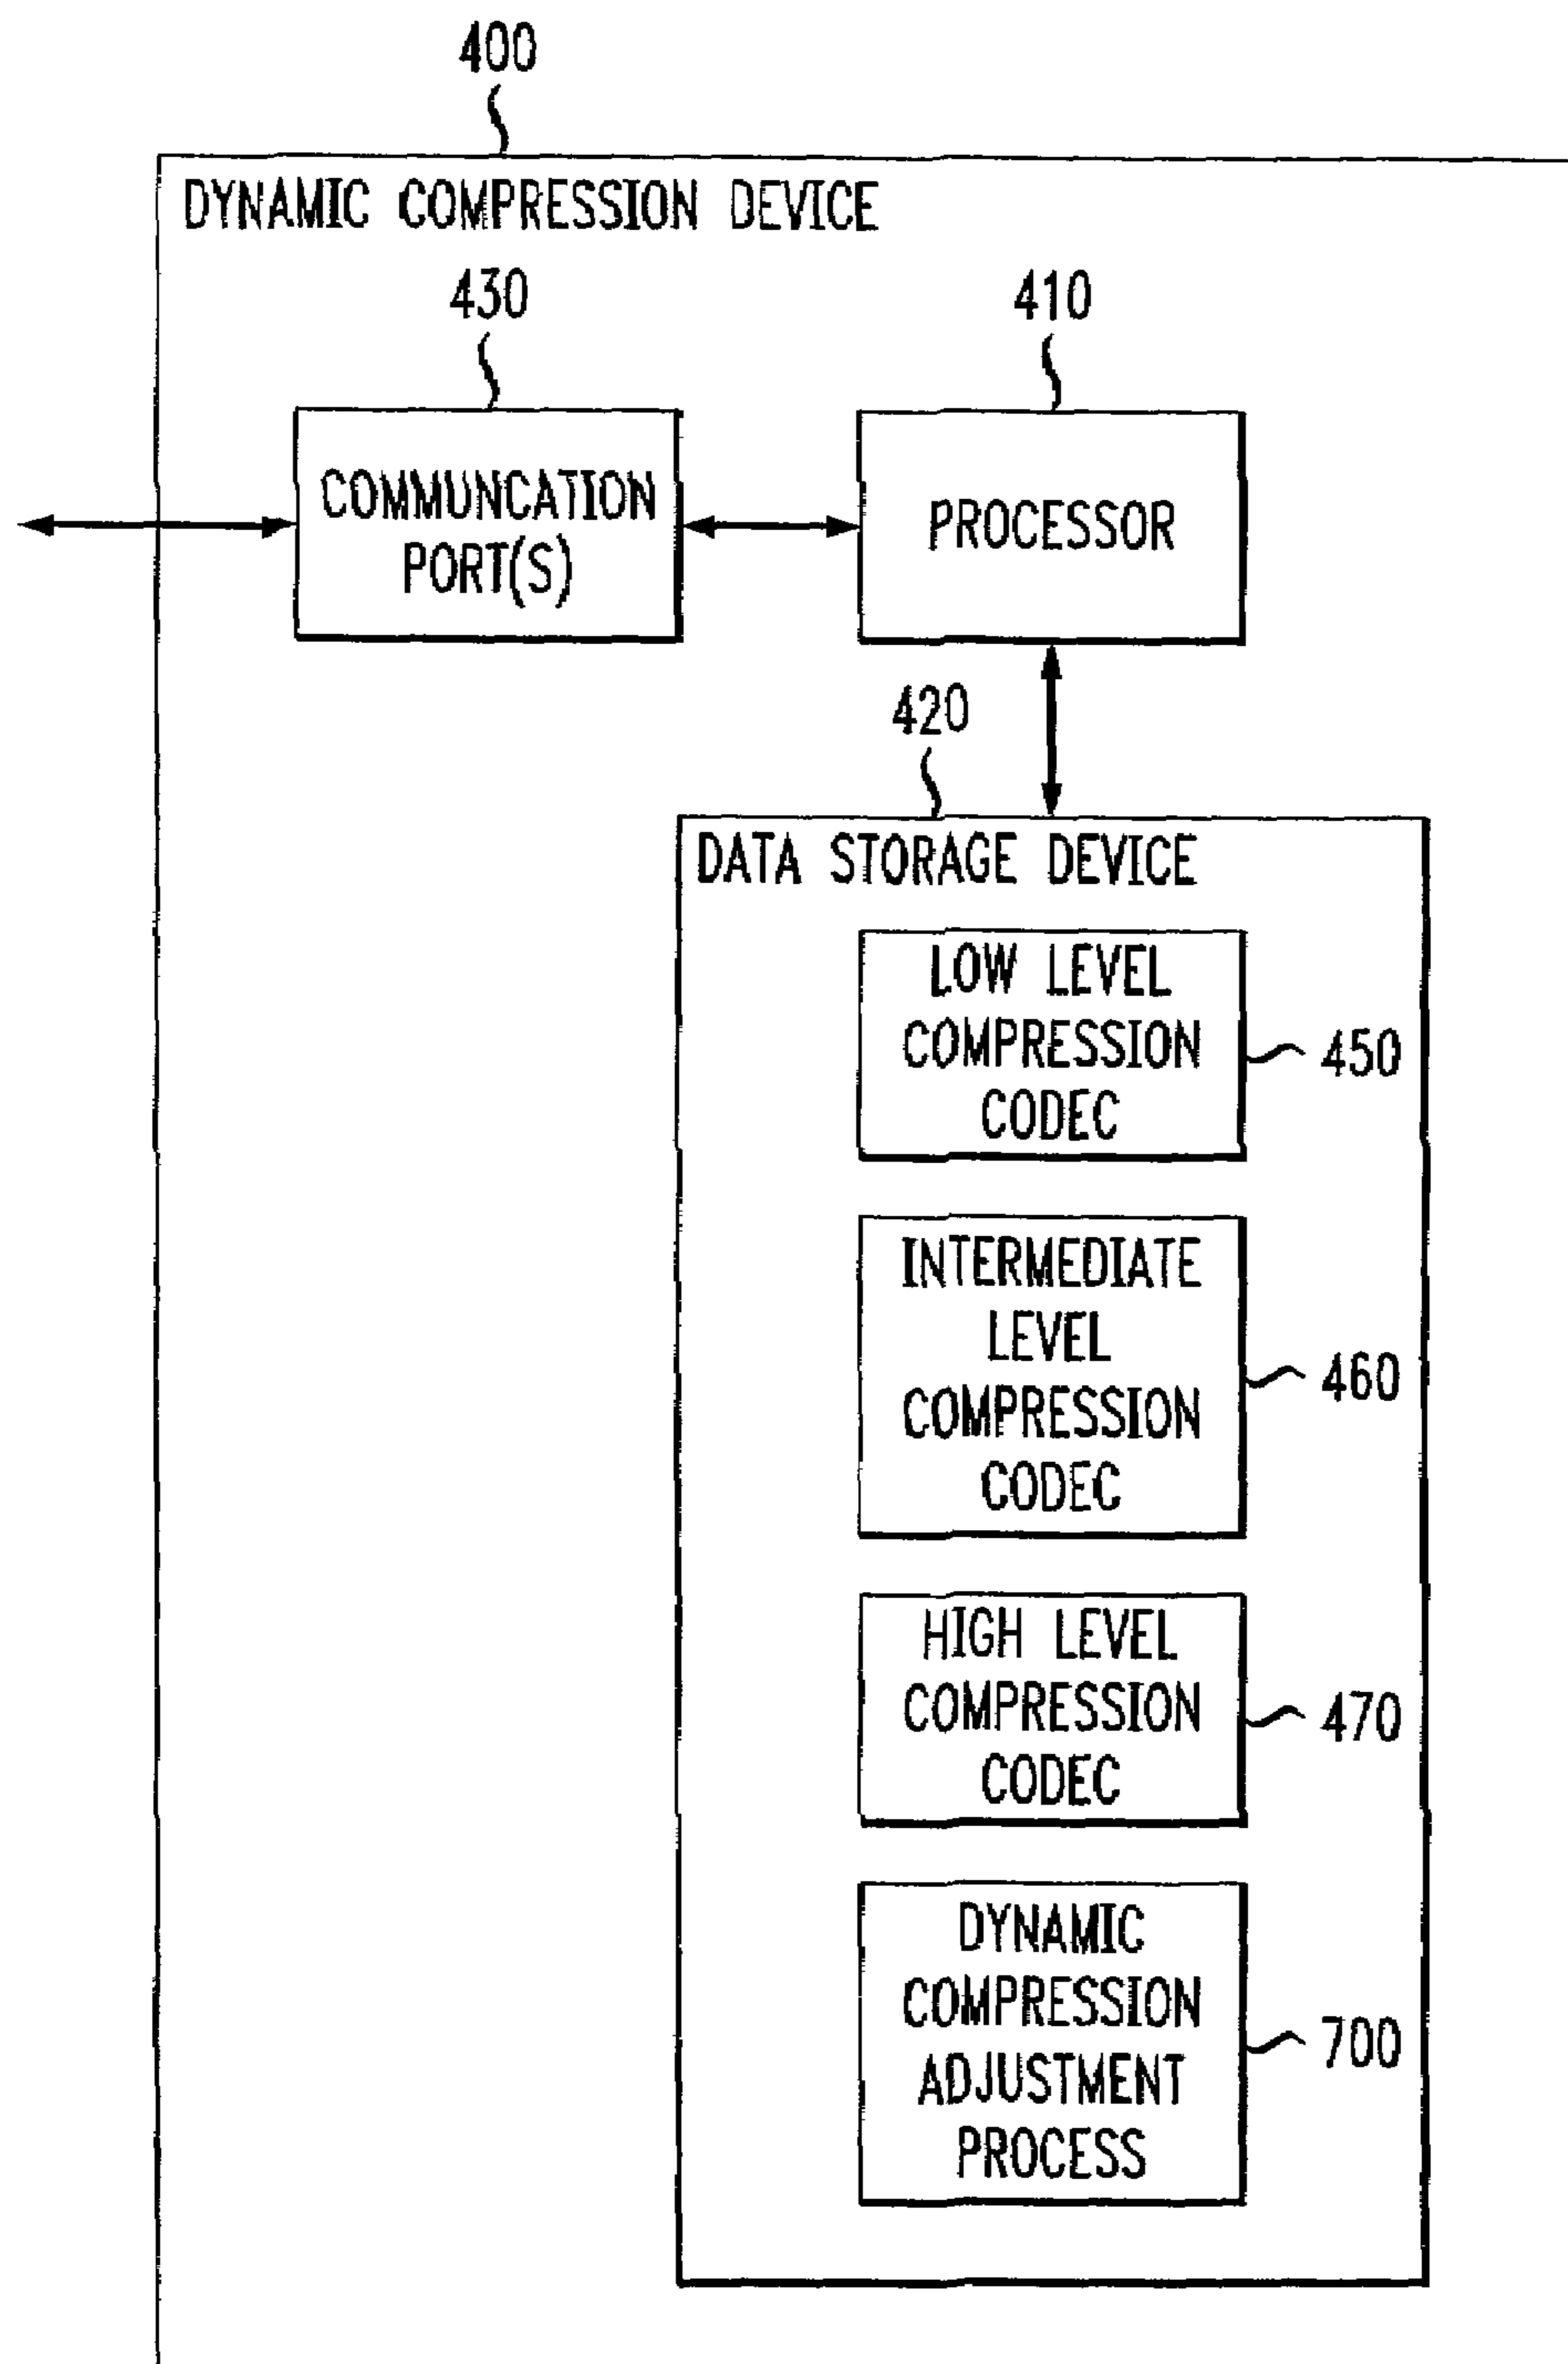 400
DYNAMIC COMPRESSION DEVICE
430
410
COMMUNCATION
PORT(S)
PROCESSOR
420
DATA STORAGE DEVICE
LOW LEVEL
COMPRESSION
CODEC
450
INTERMEDIATE
LEVEL
COMPRESSION
CODEC
460
HIGH LEVEL
COMPRESSION
CODEC
470
DYNAMIC
COMPRESSION
ADJUSTMENT
PROCESS
700